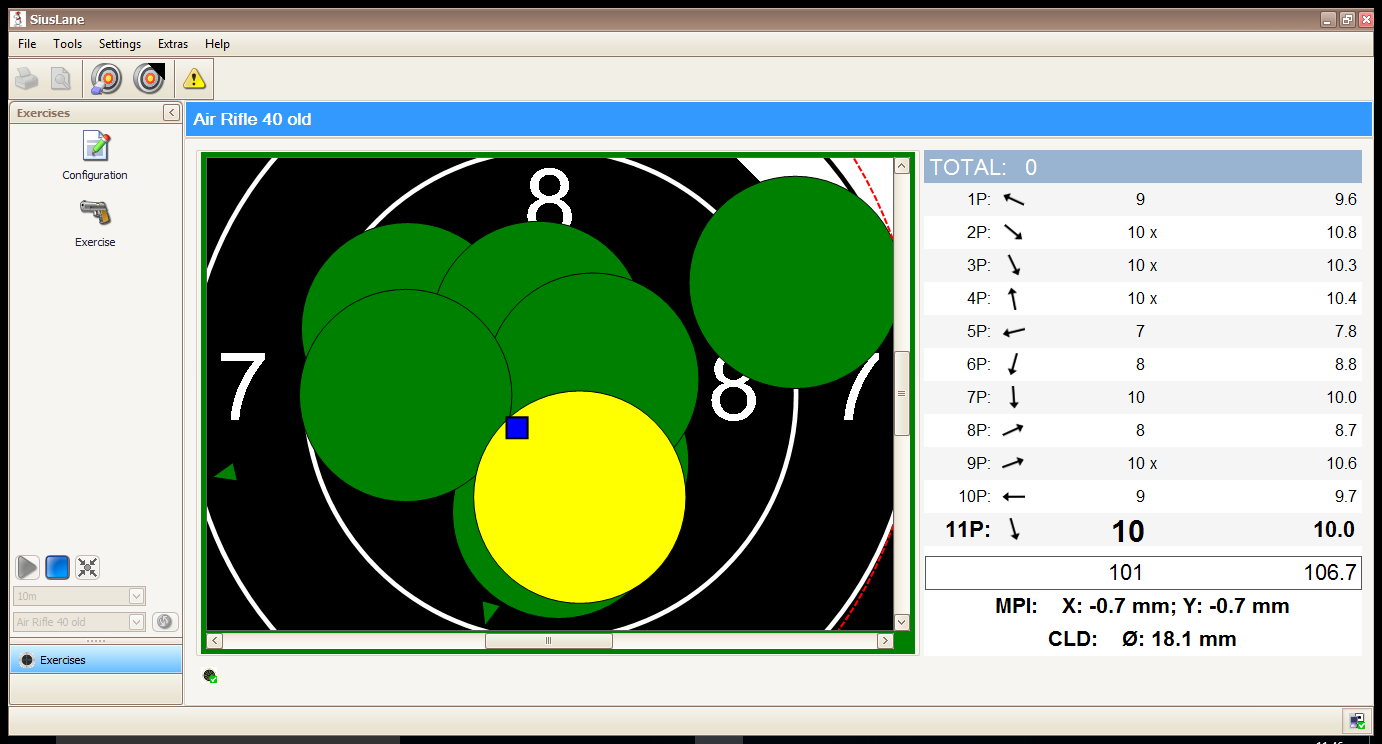 SiusLane
File Tools Settings Extras Help
Exercises
Configuration
Exercise
10m
Air Rifle 40 old
Exercises
Air Rifle 40 old
8
7
8
7
TOTAL: 0
1P: 9 9.6
2P: 10 x 10.8
3P: 10 x 10.3
4P: 10 x 10.4
5P: 7 7.8
6P: 8 8.8
7P: 10 10.0
8P: 8 8.7
9P: 10 x 10.6
10P: 9 9.7
11P: 10 10.0
101 106.7
MPI: X: -0.7 mm; Y: -0.7 mm
CLD: Ø: 18.1 mm